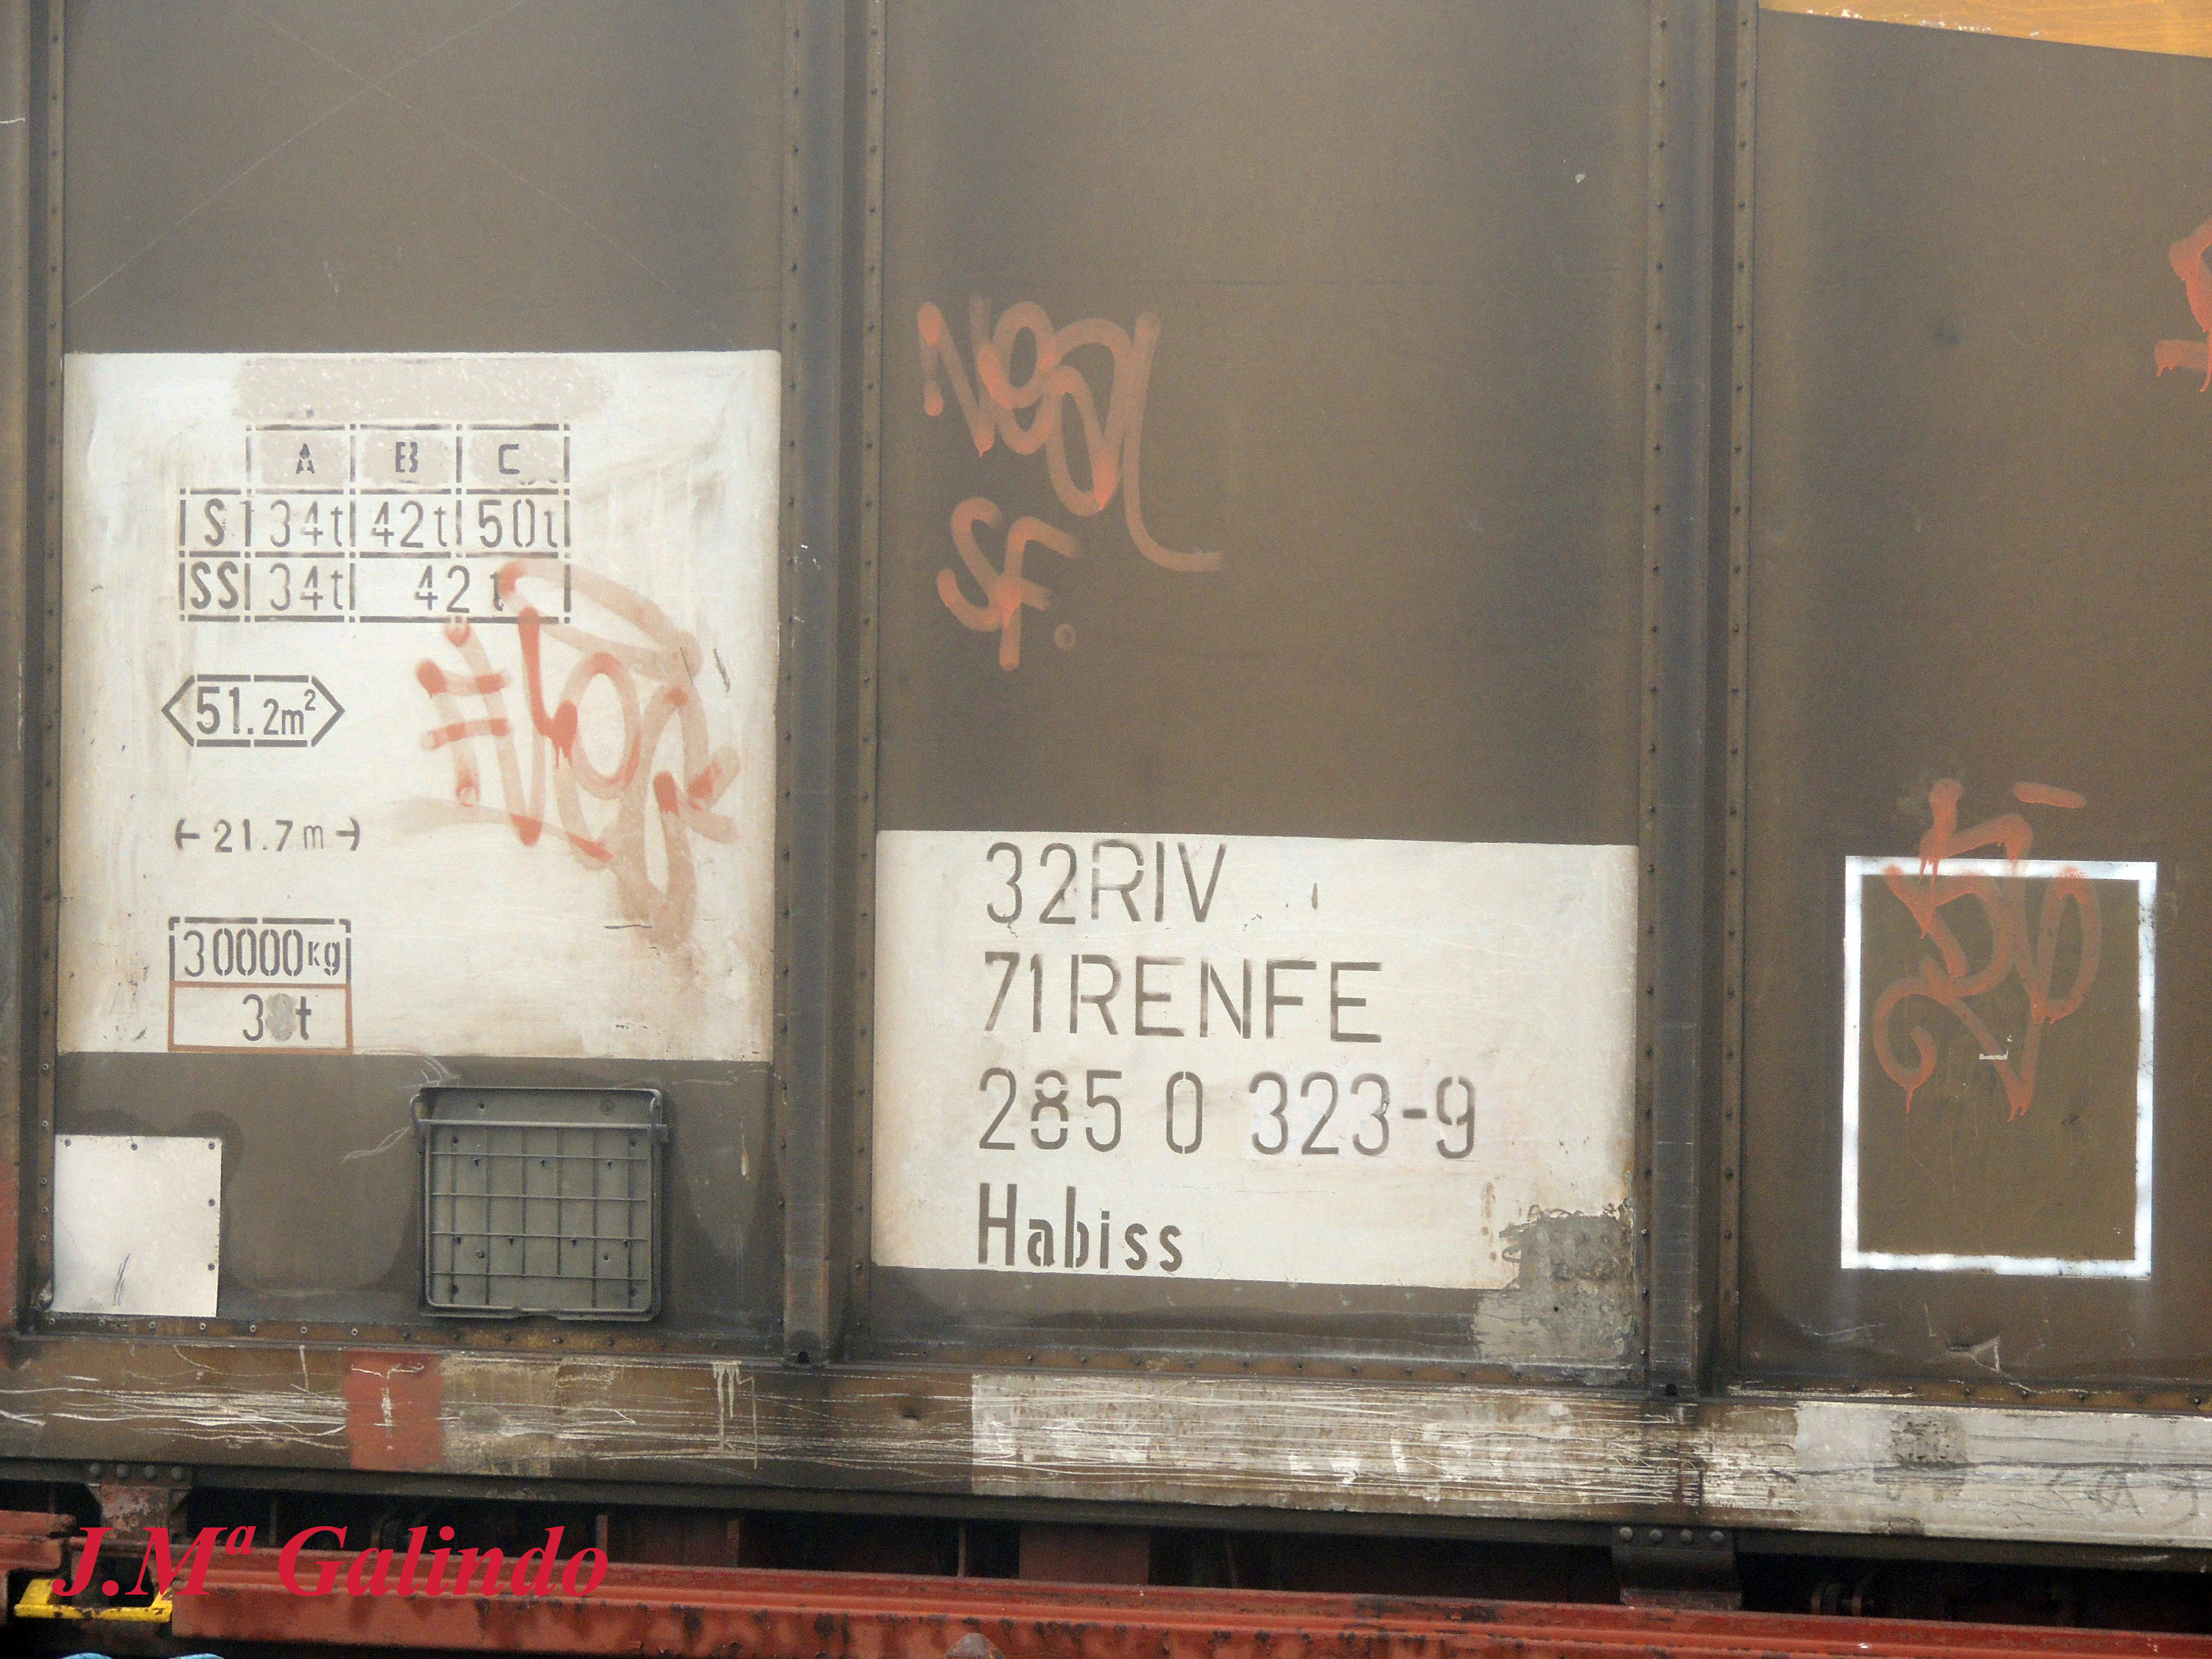 A B C
S 34t 42t 50t
SS 34t 42 t
51.2m²
21.7m
30000kg
32RIV
71RENFE
285 0 323-9
Habiss
J.Mª Galindo